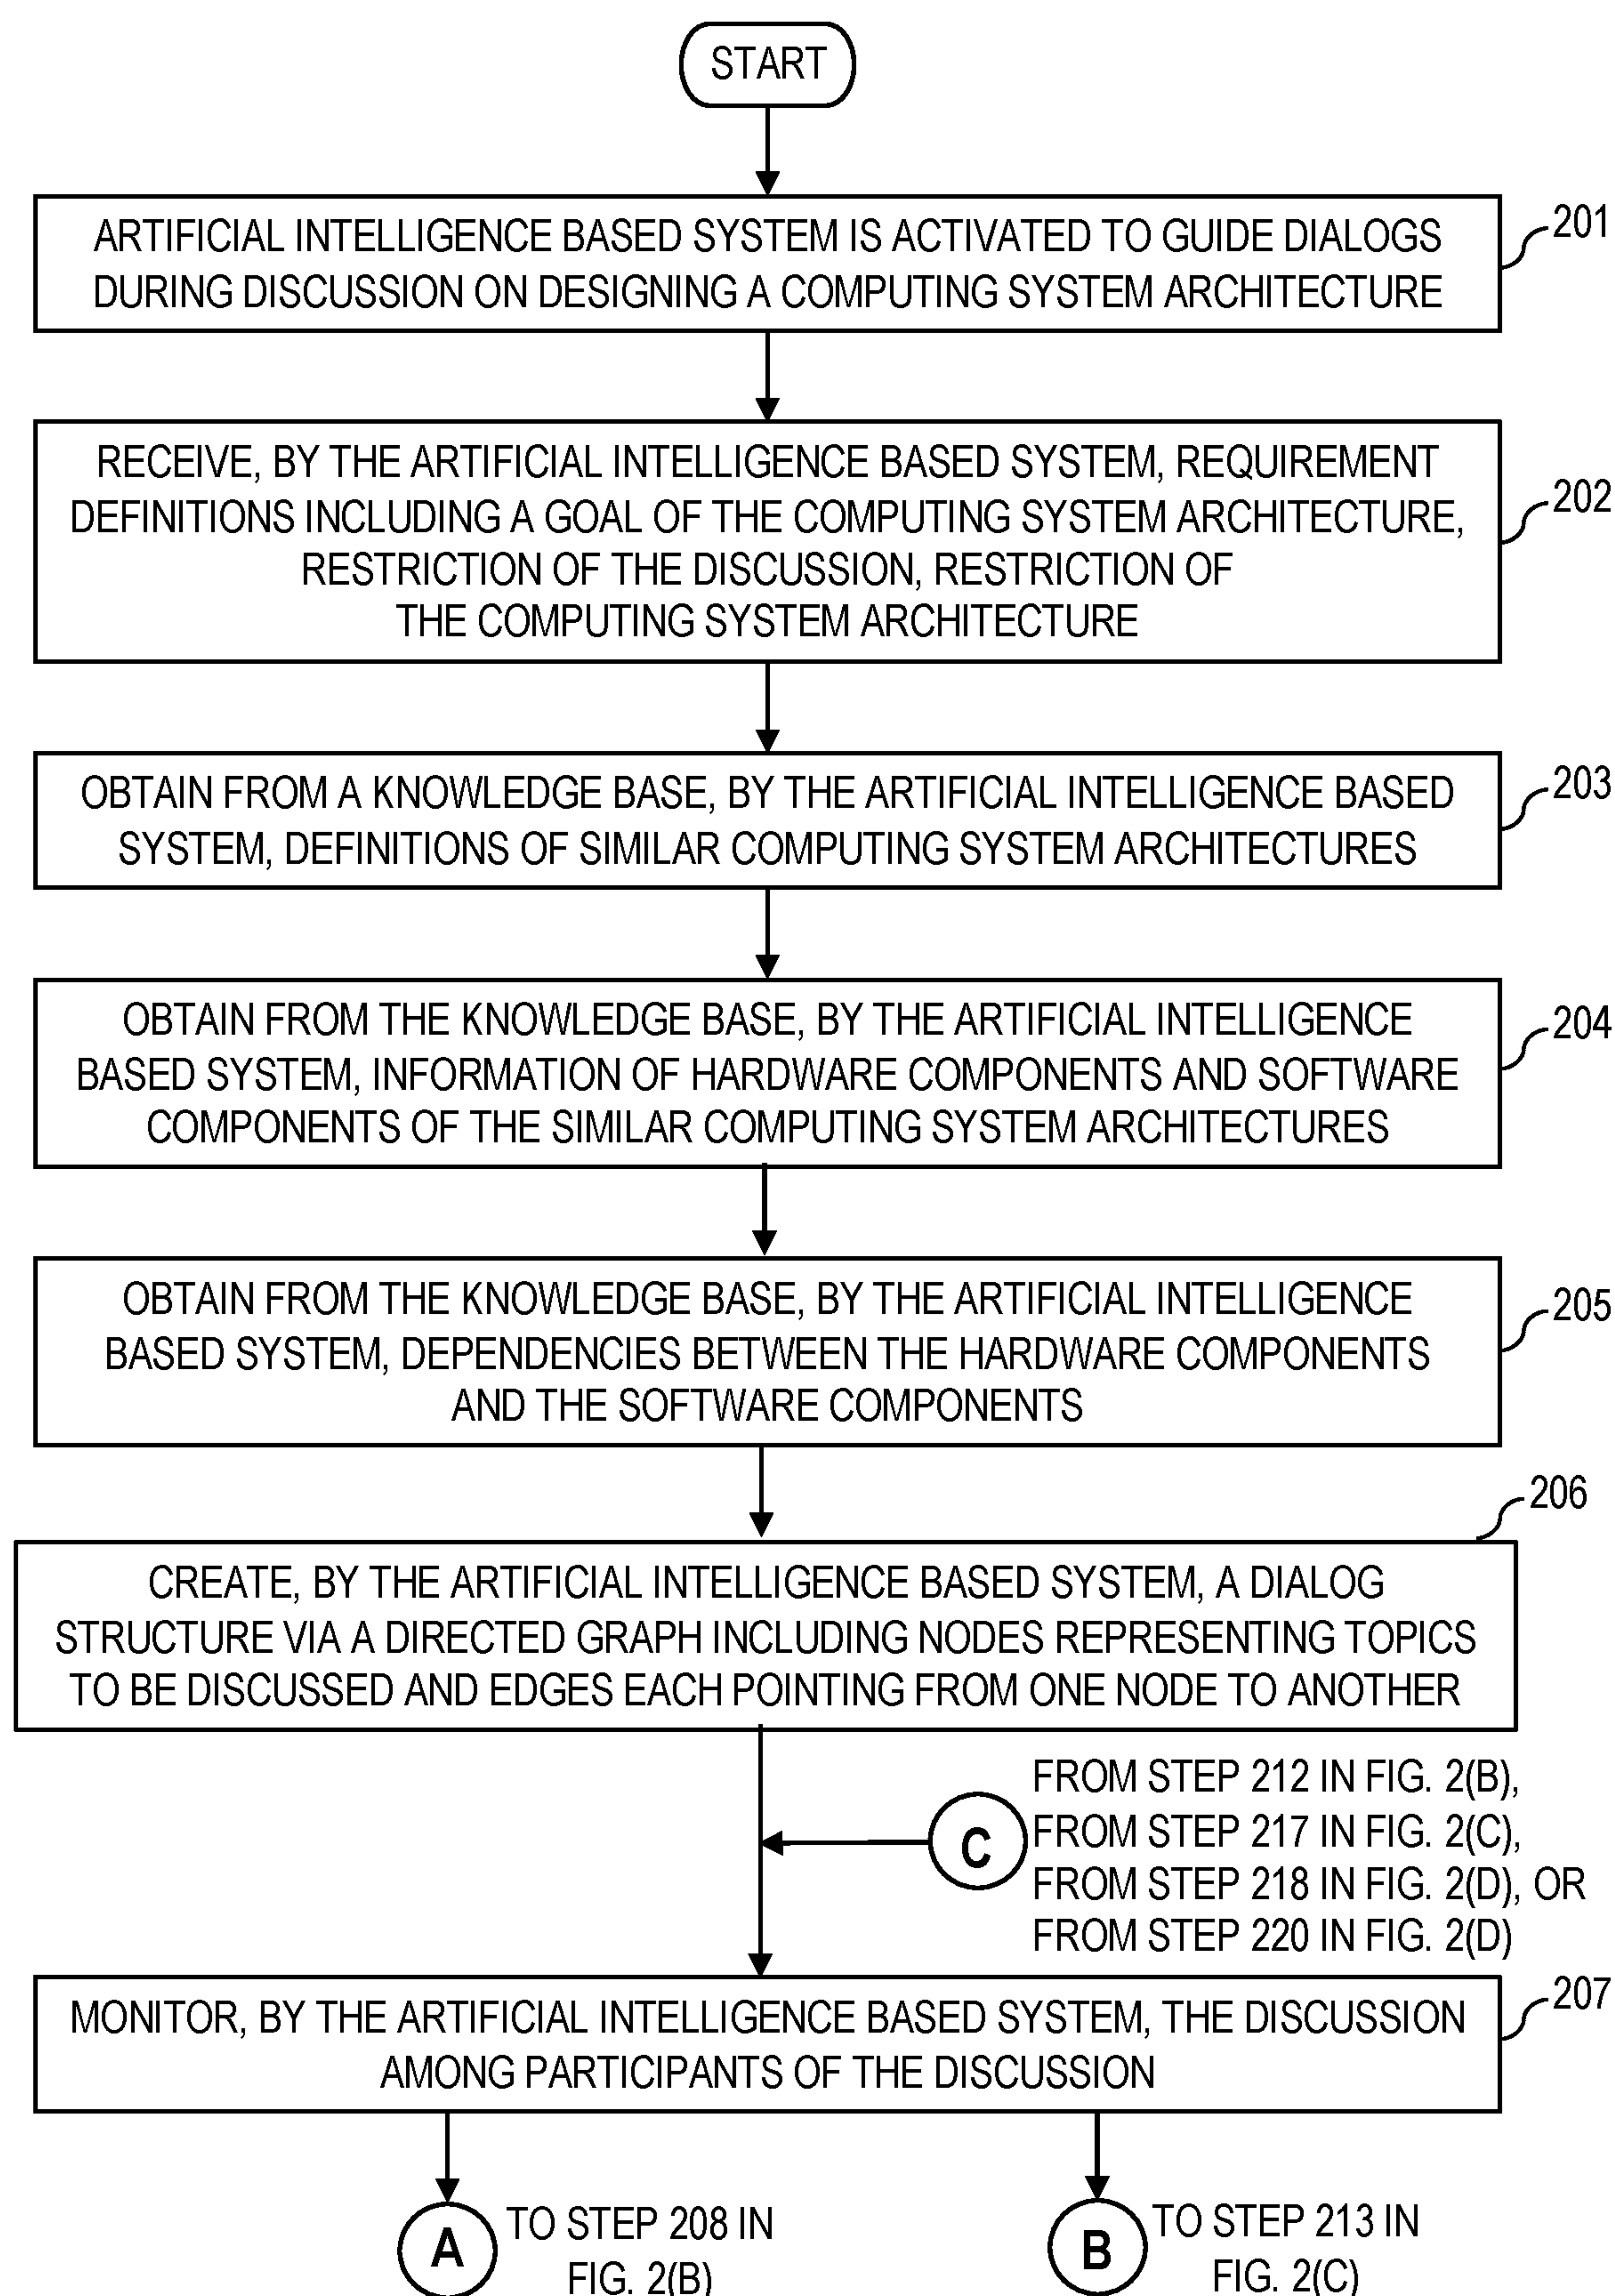 START
ARTIFICIAL INTELLIGENCE BASED SYSTEM IS ACTIVATED TO GUIDE DIALOGS
DURING DISCUSSION ON DESIGNING A COMPUTING SYSTEM ARCHITECTURE
201
RECEIVE, BY THE ARTIFICIAL INTELLIGENCE BASED SYSTEM, REQUIREMENT
DEFINITIONS INCLUDING A GOAL OF THE COMPUTING SYSTEM ARCHITECTURE,
RESTRICTION OF THE DISCUSSION, RESTRICTION OF
THE COMPUTING SYSTEM ARCHITECTURE
202
OBTAIN FROM A KNOWLEDGE BASE, BY THE ARTIFICIAL INTELLIGENCE BASED
SYSTEM, DEFINITIONS OF SIMILAR COMPUTING SYSTEM ARCHITECTURES
203
OBTAIN FROM THE KNOWLEDGE BASE, BY THE ARTIFICIAL INTELLIGENCE
BASED SYSTEM, INFORMATION OF HARDWARE COMPONENTS AND SOFTWARE
COMPONENTS OF THE SIMILAR COMPUTING SYSTEM ARCHITECTURES
204
OBTAIN FROM THE KNOWLEDGE BASE, BY THE ARTIFICIAL INTELLIGENCE
BASED SYSTEM, DEPENDENCIES BETWEEN THE HARDWARE COMPONENTS
AND THE SOFTWARE COMPONENTS
205
206
CREATE, BY THE ARTIFICIAL INTELLIGENCE BASED SYSTEM, A DIALOG
STRUCTURE VIA A DIRECTED GRAPH INCLUDING NODES REPRESENTING TOPICS
TO BE DISCUSSED AND EDGES EACH POINTING FROM ONE NODE TO ANOTHER
C
FROM STEP 212 IN FIG. 2(B),
FROM STEP 217 IN FIG. 2(C),
FROM STEP 218 IN FIG. 2(D), OR
FROM STEP 220 IN FIG. 2(D)
MONITOR, BY THE ARTIFICIAL INTELLIGENCE BASED SYSTEM, THE DISCUSSION
AMONG PARTICIPANTS OF THE DISCUSSION
207
A
TO STEP 208 IN
FIG. 2(B)
B
TO STEP 213 IN
FIG. 2(C)